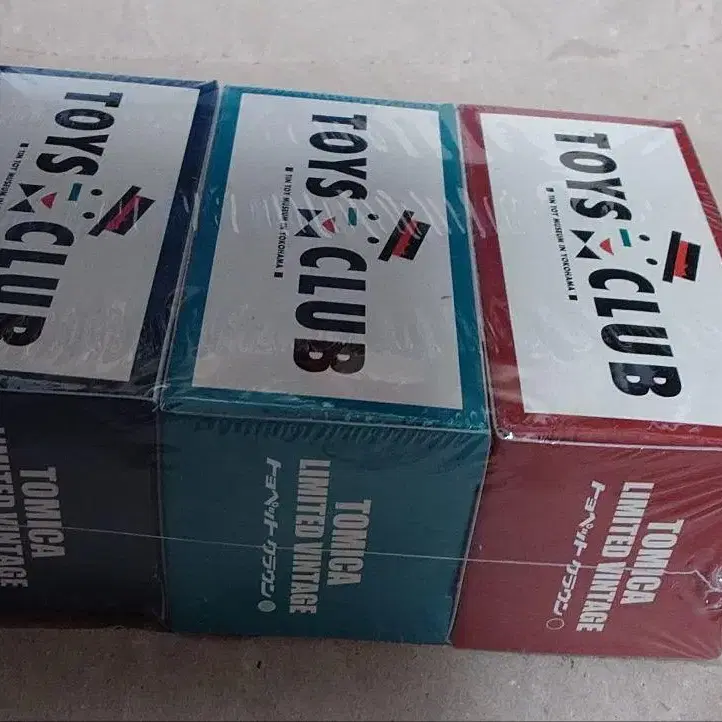 TOYS CLUB
■ TIN TOY MUSEUM IN
TOMICA
LIMITED VINTAGE
TOYS CLUB
■ TIN TOY MUSEUM IN YOKOHAMA ■
TOMICA
LIMITED VINTAGE
トヨペット クラウン
TOYS CLUB
■ TIN TOY MUSEUM IN YOKOHAMA ■
TOMICA
LIMITED VINTAGE
トヨペット クラウン